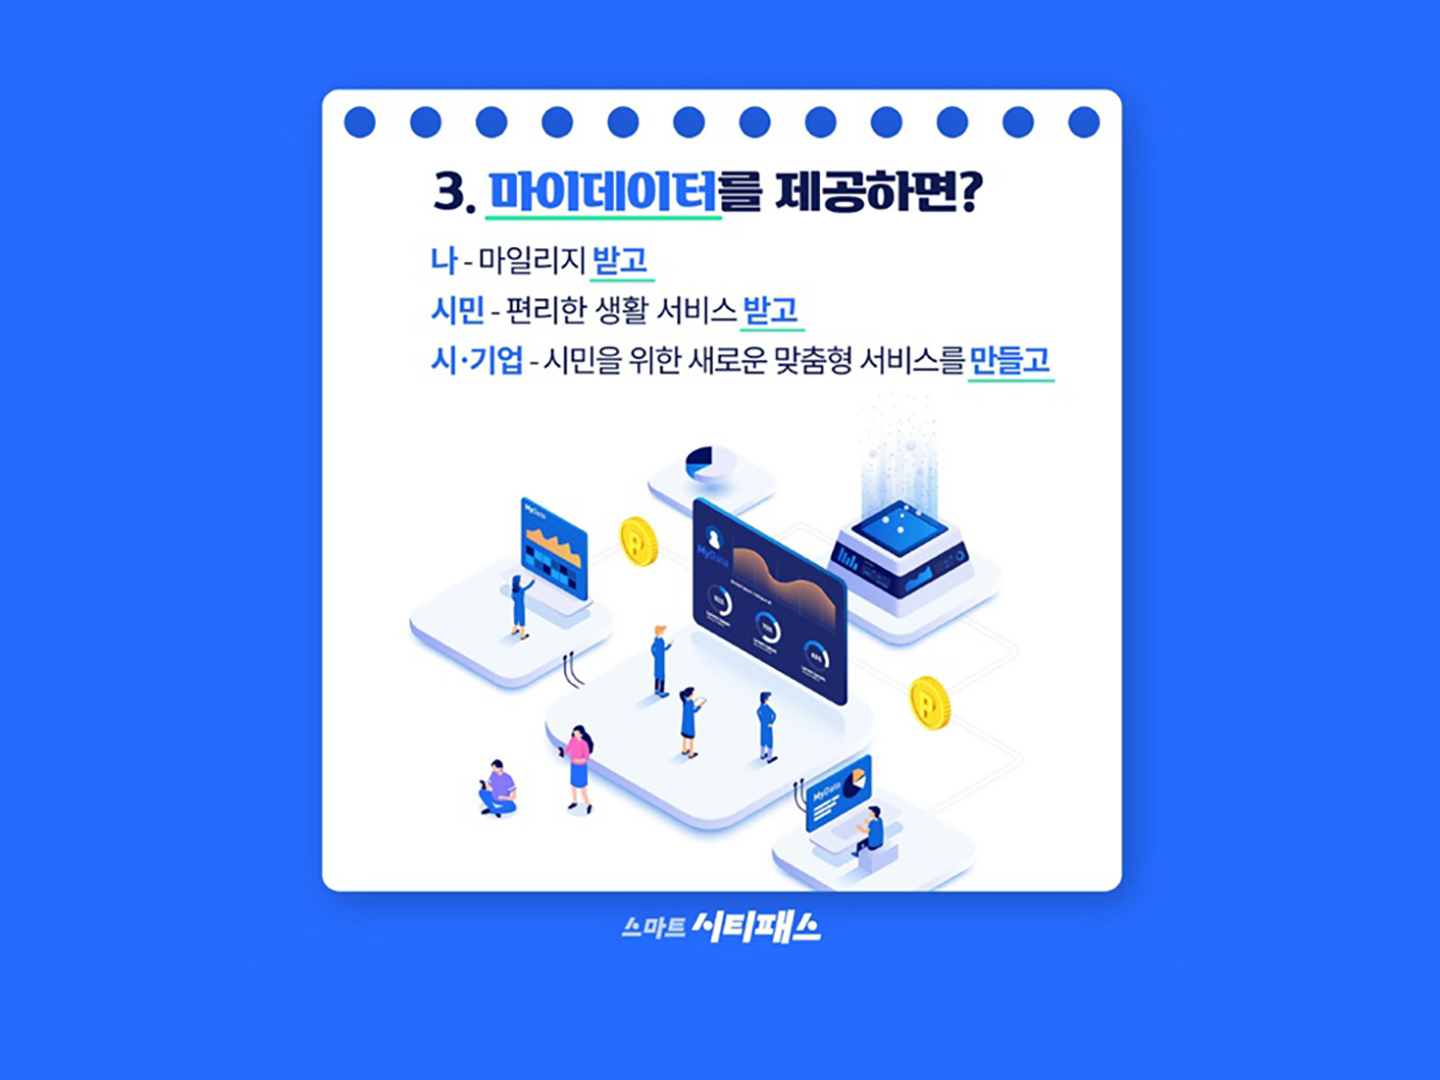 3. 마이데이터를 제공하면?
나 - 마일리지 받고
시민 - 편리한 생활 서비스 받고
시·기업 - 시민을 위한 새로운 맞춤형 서비스를 만들고
MyData
MyData
MyData
스마트 시티패스